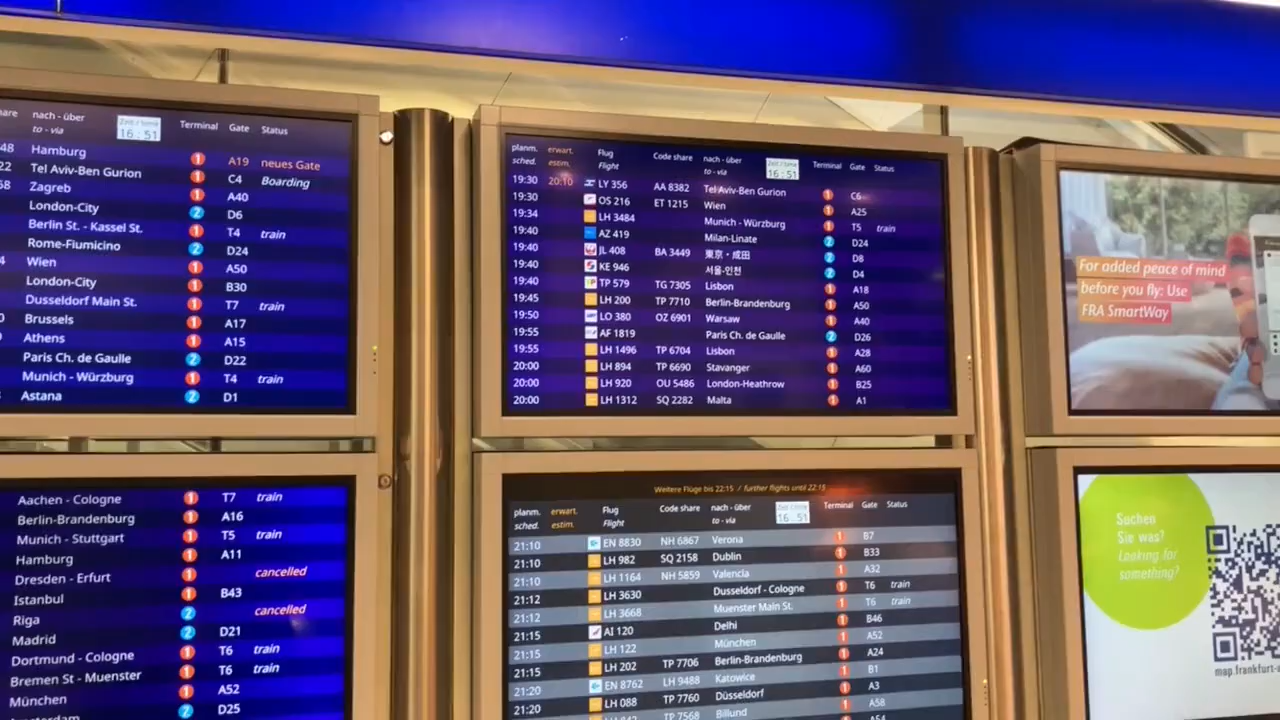 are nach - über Zeit / time Terminal Gate Status
to - via 16:51
48 Hamburg 1 A19 neues Gate
22 Tel Aviv-Ben Gurion 1 C4 Boarding
58 Zagreb 1 A40
London-City 2 D6
Berlin St. - Kassel St. 1 T4 train
Rome-Fiumicino 2 D24
4 Wien 1 A50
London-City 1 B30
Dusseldorf Main St. 1 T7 train
0 Brussels 1 A17
Athens 1 A15
Paris Ch. de Gaulle 2 D22
Munich - Würzburg 1 T4 train
Astana 2 D1
planm. erwart. Flug Code share nach - über Zeit / time Terminal Gate Status
sched. estim. Flight to - via 16:51
19:30 20:10 LY 356 AA 8382 Tel Aviv-Ben Gurion 1 C6
19:30 OS 216 ET 1215 Wien 1 A25
19:34 LH 3484 Munich - Würzburg 1 T5 train
19:40 AZ 419 Milan-Linate 2 D24
19:40 JL 408 BA 3449 東京・成田 2 D8
19:40 KE 946 서울-인천 2 D4
19:40 TP 579 TG 7305 Lisbon 1 A18
19:45 LH 200 TP 7710 Berlin-Brandenburg 1 A50
19:50 LO 380 OZ 6901 Warsaw 1 A40
19:55 AF 1819 Paris Ch. de Gaulle 2 D26
19:55 LH 1496 TP 6704 Lisbon 1 A28
20:00 LH 894 TP 6690 Stavanger 1 A60
20:00 LH 920 OU 5486 London-Heathrow 1 B25
20:00 LH 1312 SQ 2282 Malta 1 A1
For added peace of mind
before you fly: Use
FRA SmartWay
Aachen - Cologne 1 T7 train
Berlin-Brandenburg 1 A16
Munich - Stuttgart 1 T5 train
Hamburg 1 A11
Dresden - Erfurt 1 cancelled
Istanbul 1 B43
Riga 2 cancelled
Madrid 2 D21
Dortmund - Cologne 1 T6 train
Bremen St - Muenster 1 T6 train
München 1 A52
Amsterdam 2 D25
Weitere Flüge bis 22:15 / further flights until 22:15
planm. erwart. Flug Code share nach - über Zeit / time Terminal Gate Status
sched. estim. Flight to - via 16:51
21:10 EN 8830 NH 6867 Verona 1 B7
21:10 LH 982 SQ 2158 Dublin 1 B33
21:10 LH 1164 NH 5859 Valencia 1 A32
21:12 LH 3630 Dusseldorf - Cologne 1 T6 train
21:12 LH 3668 Muenster Main St. 1 T6 train
21:15 AI 120 Delhi 1 B46
21:15 LH 122 München 1 A52
21:15 LH 202 TP 7706 Berlin-Brandenburg 1 A24
21:20 EN 8762 LH 9488 Katowice 1 B1
21:20 LH 088 TP 7760 Düsseldorf 1 A3
TP 7568 Billund 1 A58
A54
Suchen
Sie was?
Looking for
something?
map.frankfurt-a